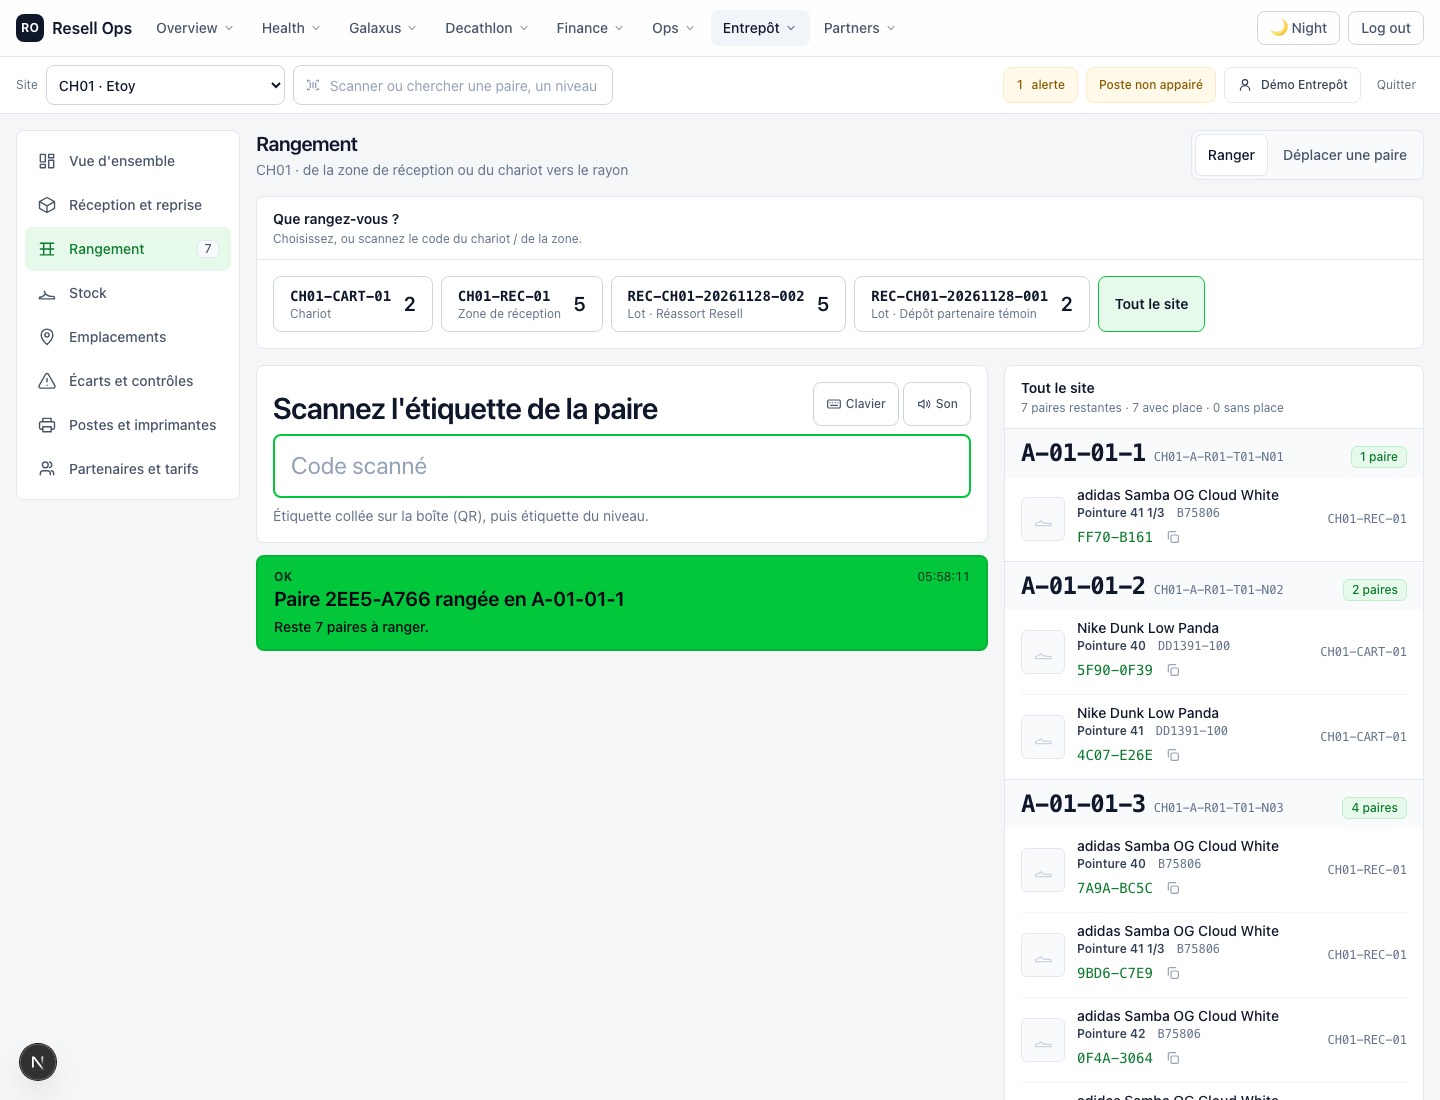 RO Resell Ops Overview Health Galaxus Decathlon Finance Ops Entrepôt Partners 🌙 Night Log out
Site CH01 · Etoy Scanner ou chercher une paire, un niveau 1 alerte Poste non appairé Démo Entrepôt Quitter
Vue d'ensemble
Réception et reprise
Rangement 7
Stock
Emplacements
Écarts et contrôles
Postes et imprimantes
Partenaires et tarifs
Rangement
CH01 · de la zone de réception ou du chariot vers le rayon
Ranger Déplacer une paire
Que rangez-vous ?
Choisissez, ou scannez le code du chariot / de la zone.
CH01-CART-01
Chariot
2
CH01-REC-01
Zone de réception
5
REC-CH01-20261128-002
Lot · Réassort Resell
5
REC-CH01-20261128-001
Lot · Dépôt partenaire témoin
2
Tout le site
Scannez l'étiquette de la paire
Clavier Son
Code scanné
Étiquette collée sur la boîte (QR), puis étiquette du niveau.
OK 05:58:11
Paire 2EE5-A766 rangée en A-01-01-1
Reste 7 paires à ranger.
Tout le site
7 paires restantes · 7 avec place · 0 sans place
A-01-01-1 CH01-A-R01-T01-N01 1 paire
adidas Samba OG Cloud White
Pointure 41 1/3 B75806
CH01-REC-01
FF70-B161
A-01-01-2 CH01-A-R01-T01-N02 2 paires
Nike Dunk Low Panda
Pointure 40 DD1391-100
CH01-CART-01
5F90-0F39
Nike Dunk Low Panda
Pointure 41 DD1391-100
CH01-CART-01
4C07-E26E
A-01-01-3 CH01-A-R01-T01-N03 4 paires
adidas Samba OG Cloud White
Pointure 40 B75806
CH01-REC-01
7A9A-BC5C
adidas Samba OG Cloud White
Pointure 41 1/3 B75806
CH01-REC-01
9BD6-C7E9
adidas Samba OG Cloud White
Pointure 42 B75806
CH01-REC-01
0F4A-3064
adidas Samba OG Cloud White
N